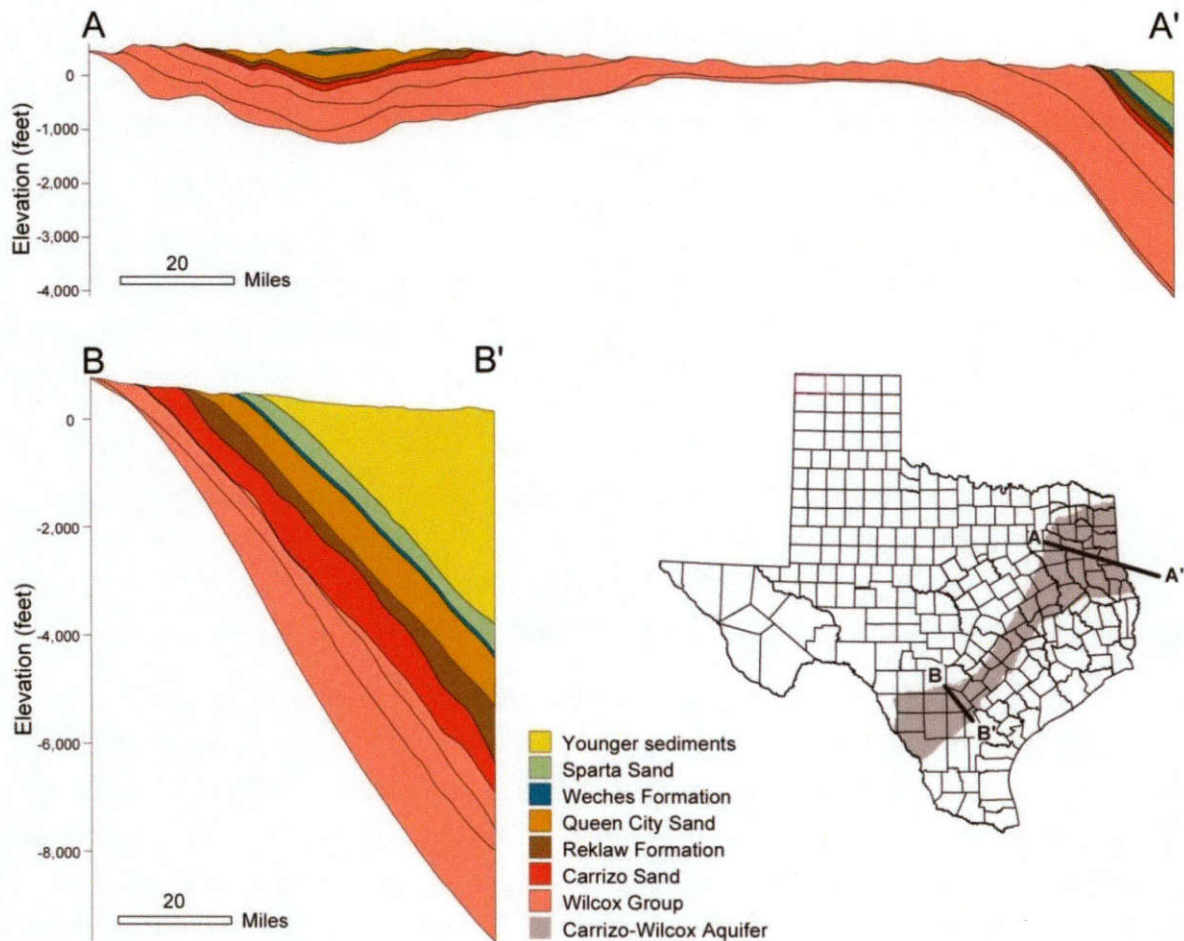 A A'
Elevation (feet)
0
-1,000
-2,000
-3,000
-4,000
20
Miles
B B'
Elevation (feet)
0
-2,000
-4,000
-6,000
-8,000
20
Miles
Younger sediments
Sparta Sand
Weches Formation
Queen City Sand
Reklaw Formation
Carrizo Sand
Wilcox Group
Carrizo-Wilcox Aquifer
A
A'
B
B'